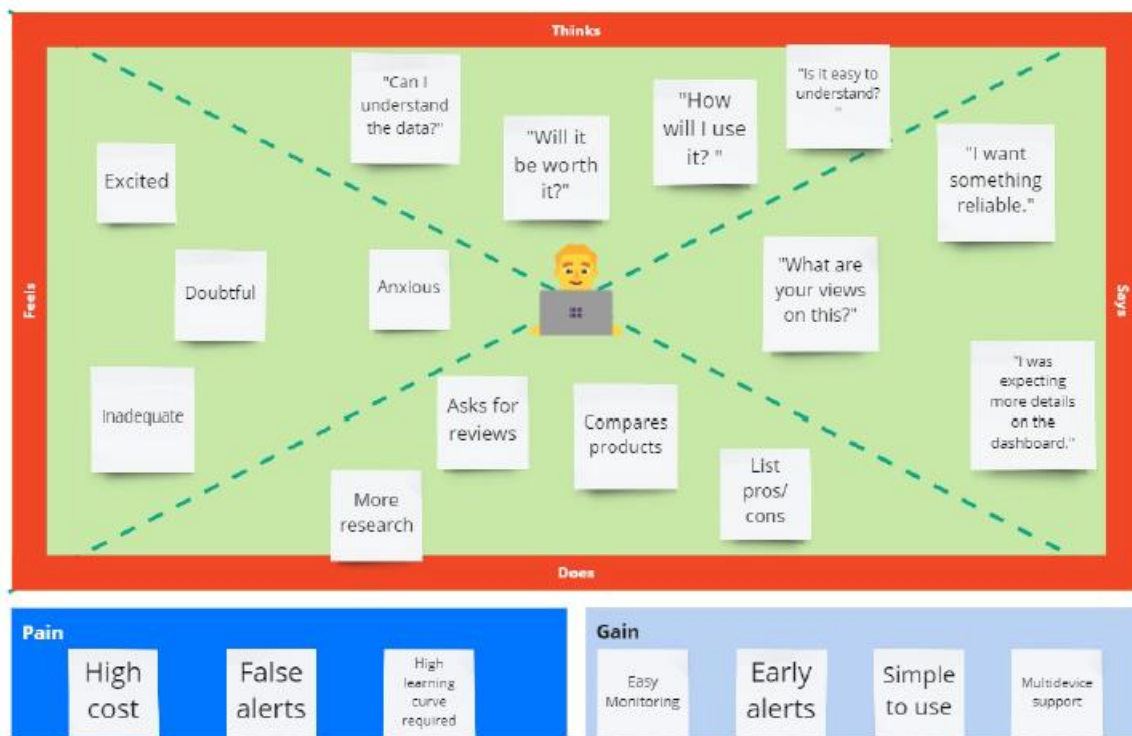 Thinks
"Can I
understand
the data?"
"Will it
be worth
it?"
"How
will I use
it? "
"Is it easy to
understand?
"
"I want
something
reliable."
Excited
Doubtful
Anxious
"What are
your views
on this?"
Feels
Says
"I was
expecting
more details
on the
dashboard."
Inadequate
Asks for
reviews
Compares
products
List
pros/
cons
More
research
Does
Pain
High
cost
False
alerts
High
learning
curve
required
Gain
Easy
Monitoring
Early
alerts
Simple
to use
Multidevice
support